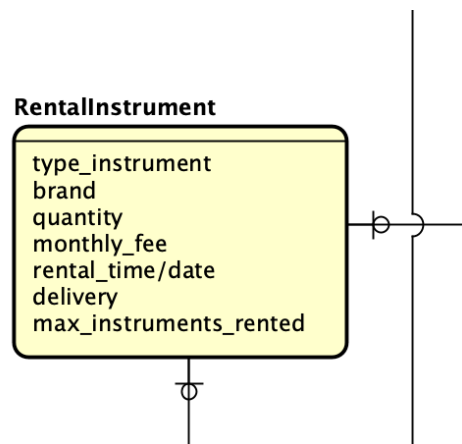 RentalInstrument
type_instrument
brand
quantity
monthly_fee
rental_time/date
delivery
max_instruments_rented